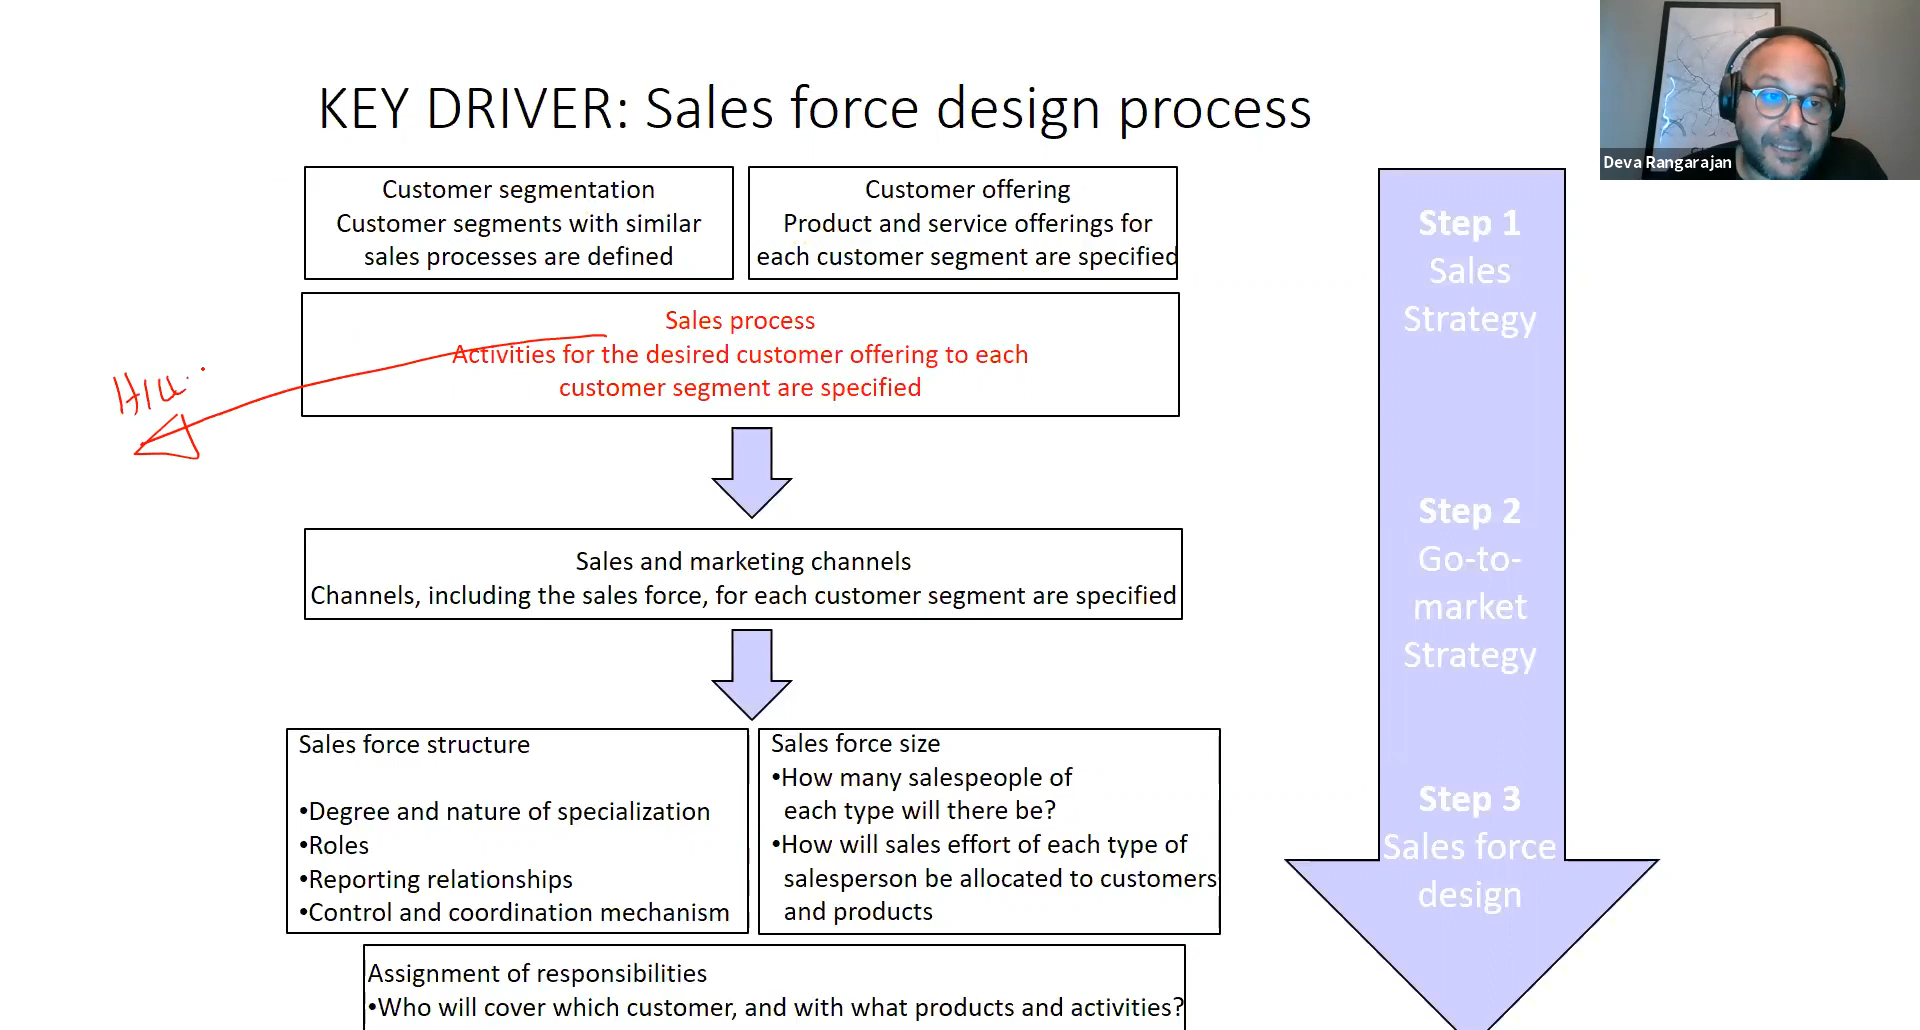 KEY DRIVER: Sales force design process
Customer segmentation
Customer segments with similar
sales processes are defined
Customer offering
Product and service offerings for
each customer segment are specified
Sales process
Activities for the desired customer offering to each
customer segment are specified
Sales and marketing channels
Channels, including the sales force, for each customer segment are specified
Sales force structure
•Degree and nature of specialization
•Roles
•Reporting relationships
•Control and coordination mechanism
Sales force size
•How many salespeople of
each type will there be?
•How will sales effort of each type of
salesperson be allocated to customers
and products
Assignment of responsibilities
•Who will cover which customer, and with what products and activities?
Step 1
Sales
Strategy
Step 2
Go-to-
market
Strategy
Step 3
Sales force
design
Deva Rangarajan